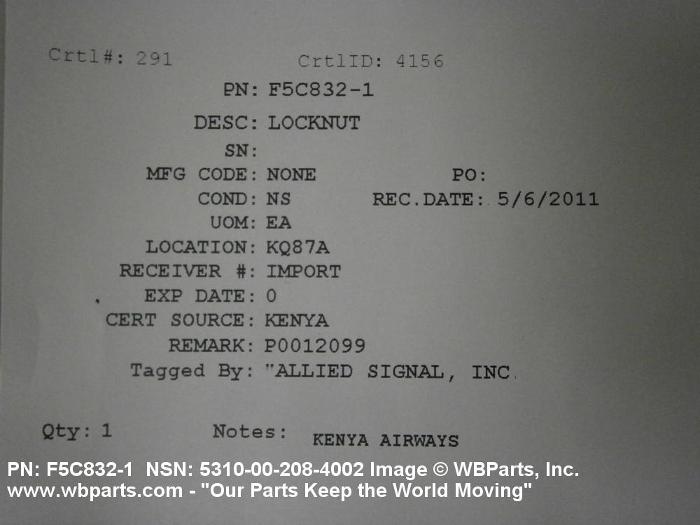 Crtl#: 291 CrtlID: 4156
PN: F5C832-1
DESC: LOCKNUT
SN:
MFG CODE: NONE PO:
COND: NS REC.DATE: 5/6/2011
UOM: EA
LOCATION: KQ87A
RECEIVER #: IMPORT
EXP DATE: 0
CERT SOURCE: KENYA
REMARK: P0012099
Tagged By: "ALLIED SIGNAL, INC.
Qty: 1 Notes: KENYA AIRWAYS
PN: F5C832-1 NSN: 5310-00-208-4002 Image © WBParts, Inc.
www.wbparts.com - "Our Parts Keep the World Moving"